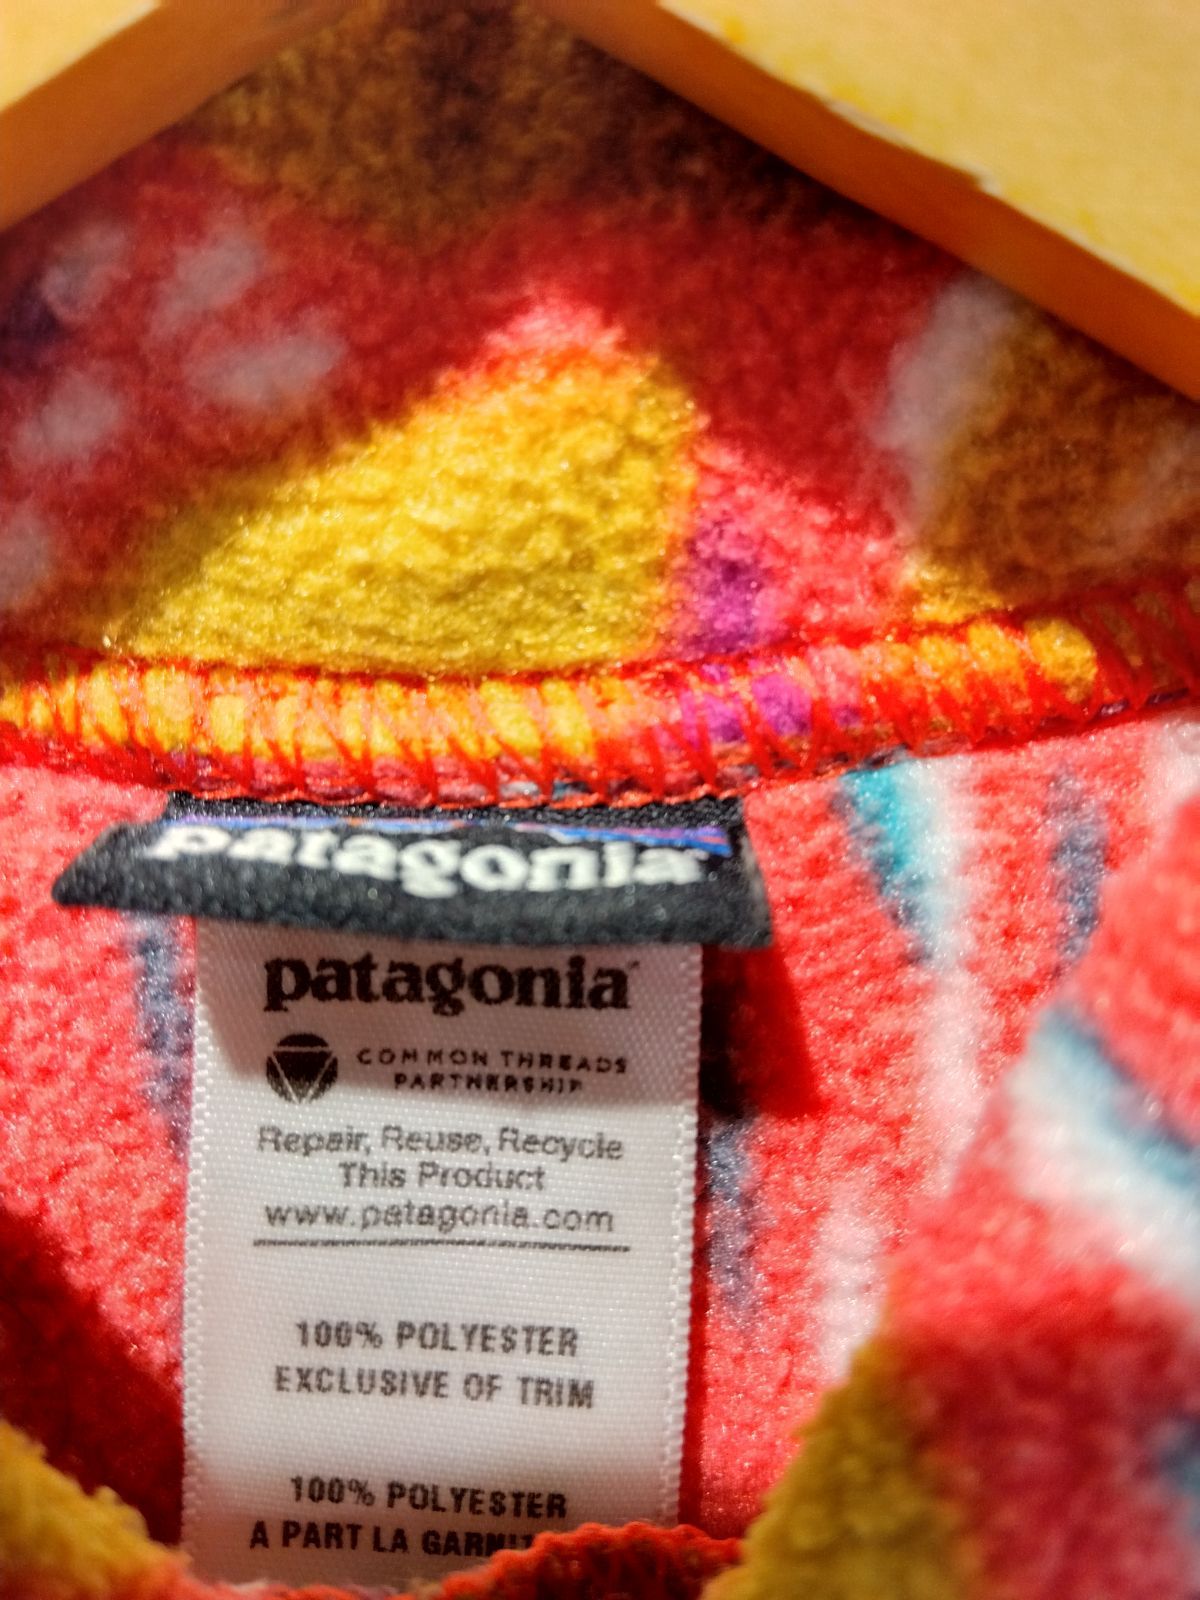 patagonia
patagonia
COMMON THREADS
PARTNERSHIP
Repair, Reuse, Recycle
This Product
www.patagonia.com
100% POLYESTER
EXCLUSIVE OF TRIM
100% POLYESTER
A PART LA